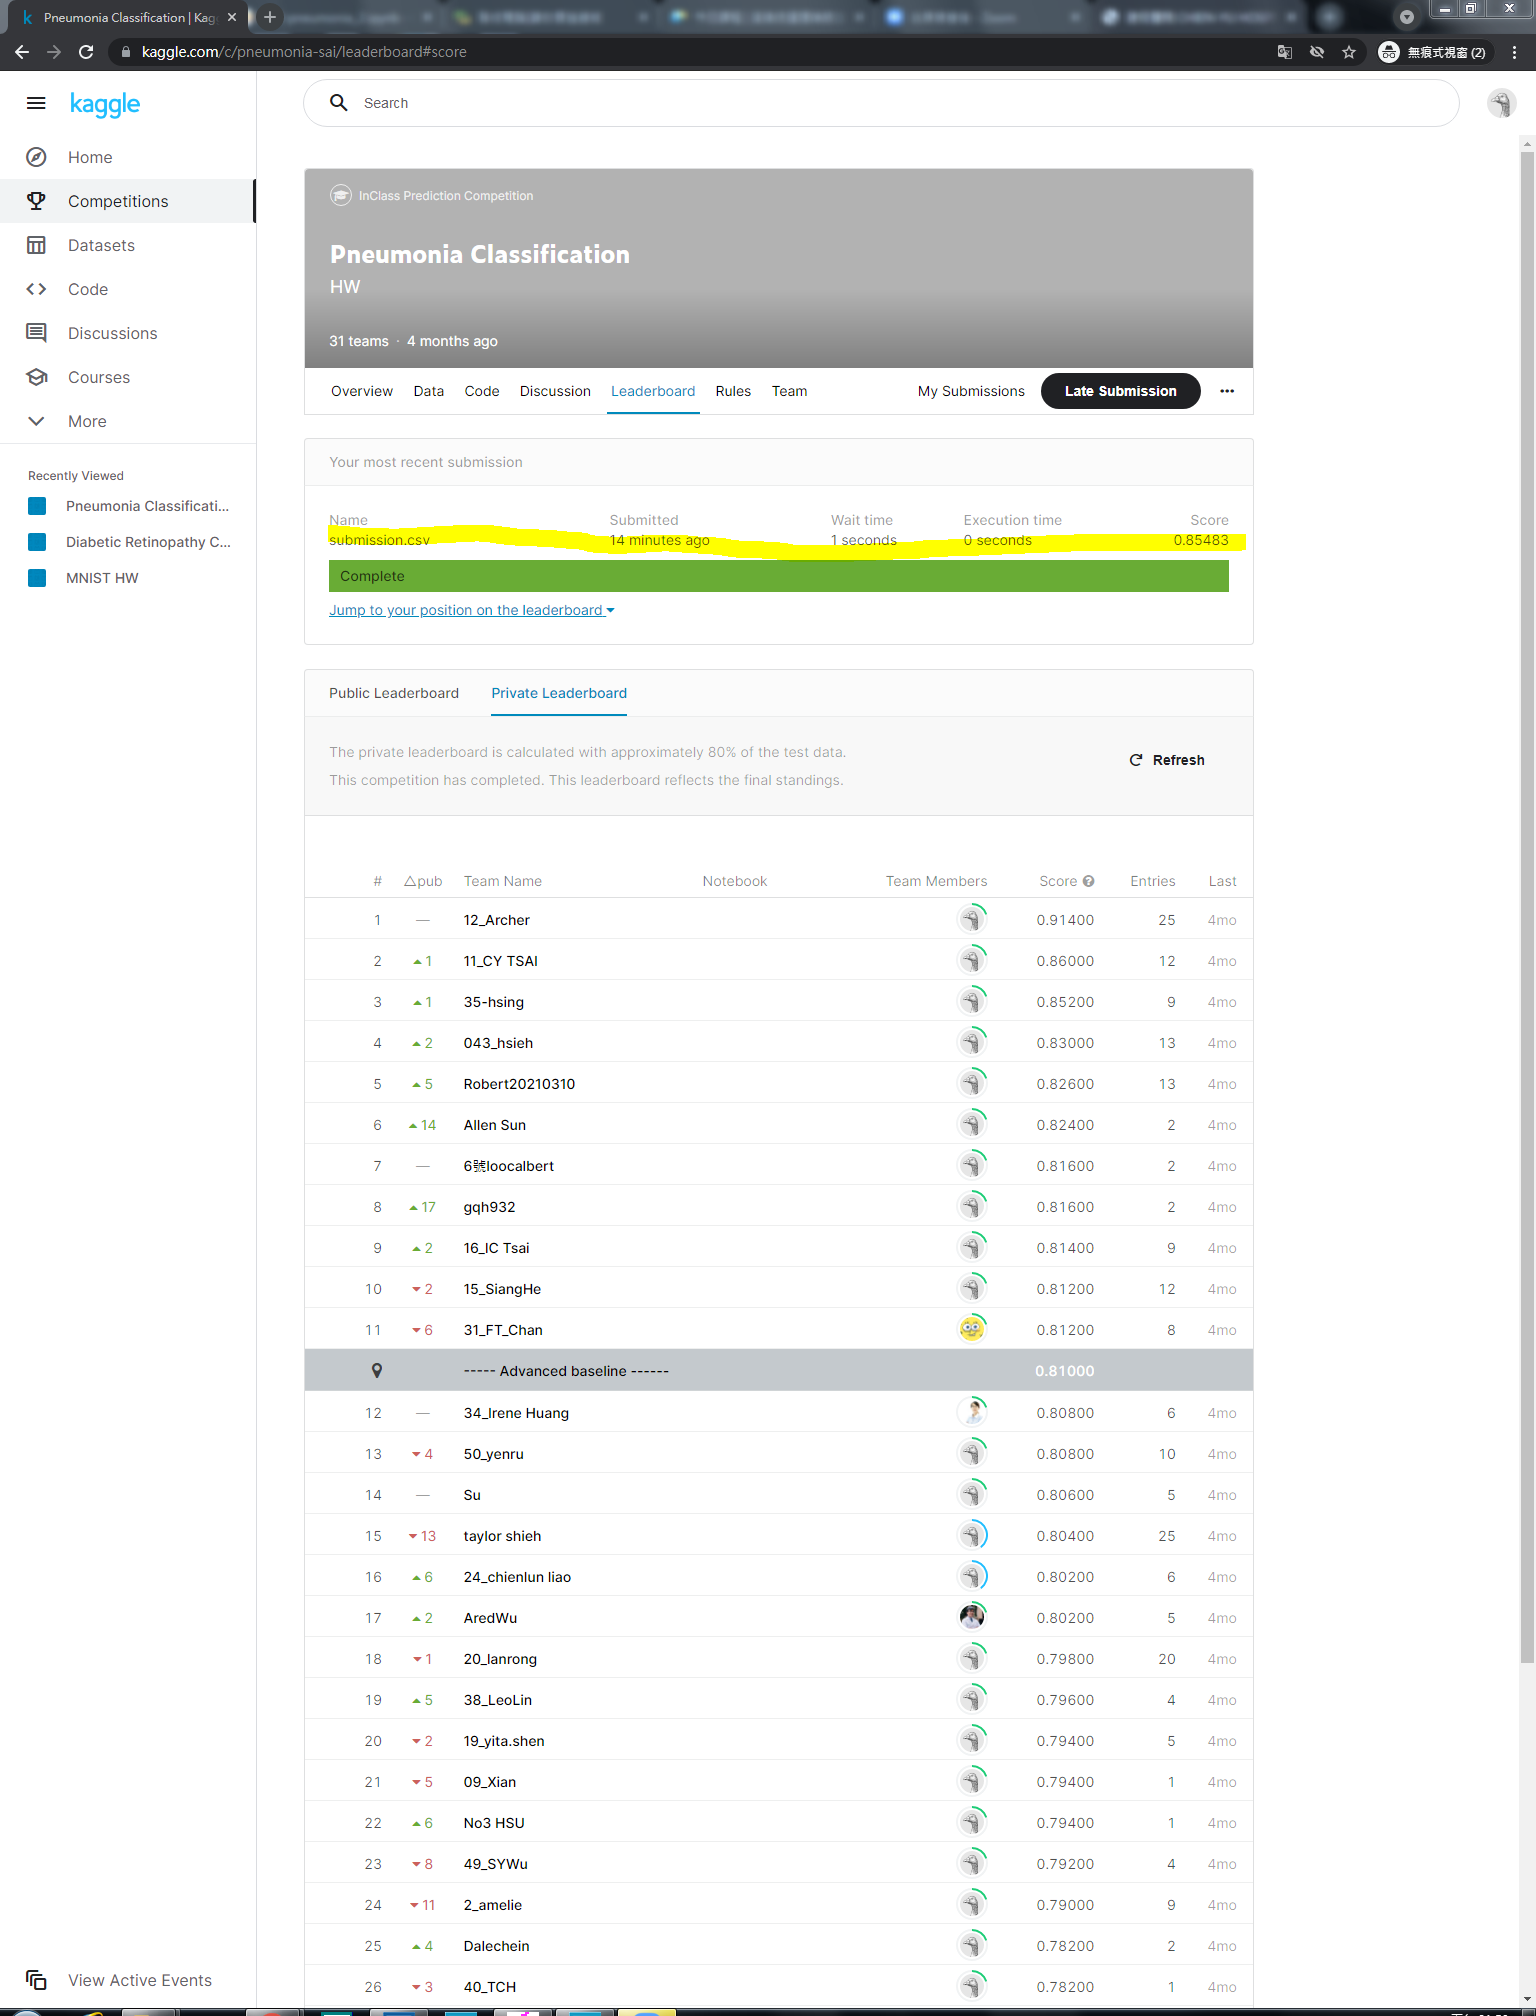 Pneumonia Classification | Kag
kaggle.com/c/pneumonia-sai/leaderboard#score
無痕式視窗 (2)
kaggle
Search
Home
Competitions
Datasets
Code
Discussions
Courses
More
Recently Viewed
Pneumonia Classificati...
Diabetic Retinopathy C...
MNIST HW
View Active Events
InClass Prediction Competition
Pneumonia Classification
HW
31 teams · 4 months ago
Overview Data Code Discussion Leaderboard Rules Team My Submissions Late Submission
Your most recent submission
Name Submitted Wait time Execution time Score
submission.csv 14 minutes ago 1 seconds 0 seconds 0.85483
Complete
Jump to your position on the leaderboard
Public Leaderboard Private Leaderboard
The private leaderboard is calculated with approximately 80% of the test data.
This competition has completed. This leaderboard reflects the final standings.
Refresh
# △pub Team Name Notebook Team Members Score Entries Last
1 — 12_Archer 0.91400 25 4mo
2 ▲1 11_CY TSAI 0.86000 12 4mo
3 ▲1 35-hsing 0.85200 9 4mo
4 ▲2 043_hsieh 0.83000 13 4mo
5 ▲5 Robert20210310 0.82600 13 4mo
6 ▲14 Allen Sun 0.82400 2 4mo
7 — 6號loocalbert 0.81600 2 4mo
8 ▲17 gqh932 0.81600 2 4mo
9 ▲2 16_IC Tsai 0.81400 9 4mo
10 ▼2 15_SiangHe 0.81200 12 4mo
11 ▼6 31_FT_Chan 0.81200 8 4mo
----- Advanced baseline ------ 0.81000
12 — 34_Irene Huang 0.80800 6 4mo
13 ▼4 50_yenru 0.80800 10 4mo
14 — Su 0.80600 5 4mo
15 ▼13 taylor shieh 0.80400 25 4mo
16 ▲6 24_chienlun liao 0.80200 6 4mo
17 ▲2 AredWu 0.80200 5 4mo
18 ▼1 20_lanrong 0.79800 20 4mo
19 ▲5 38_LeoLin 0.79600 4 4mo
20 ▼2 19_yita.shen 0.79400 5 4mo
21 ▼5 09_Xian 0.79400 1 4mo
22 ▲6 No3 HSU 0.79400 1 4mo
23 ▼8 49_SYWu 0.79200 4 4mo
24 ▼11 2_amelie 0.79000 9 4mo
25 ▲4 Dalechein 0.78200 2 4mo
26 ▼3 40_TCH 0.78200 1 4mo